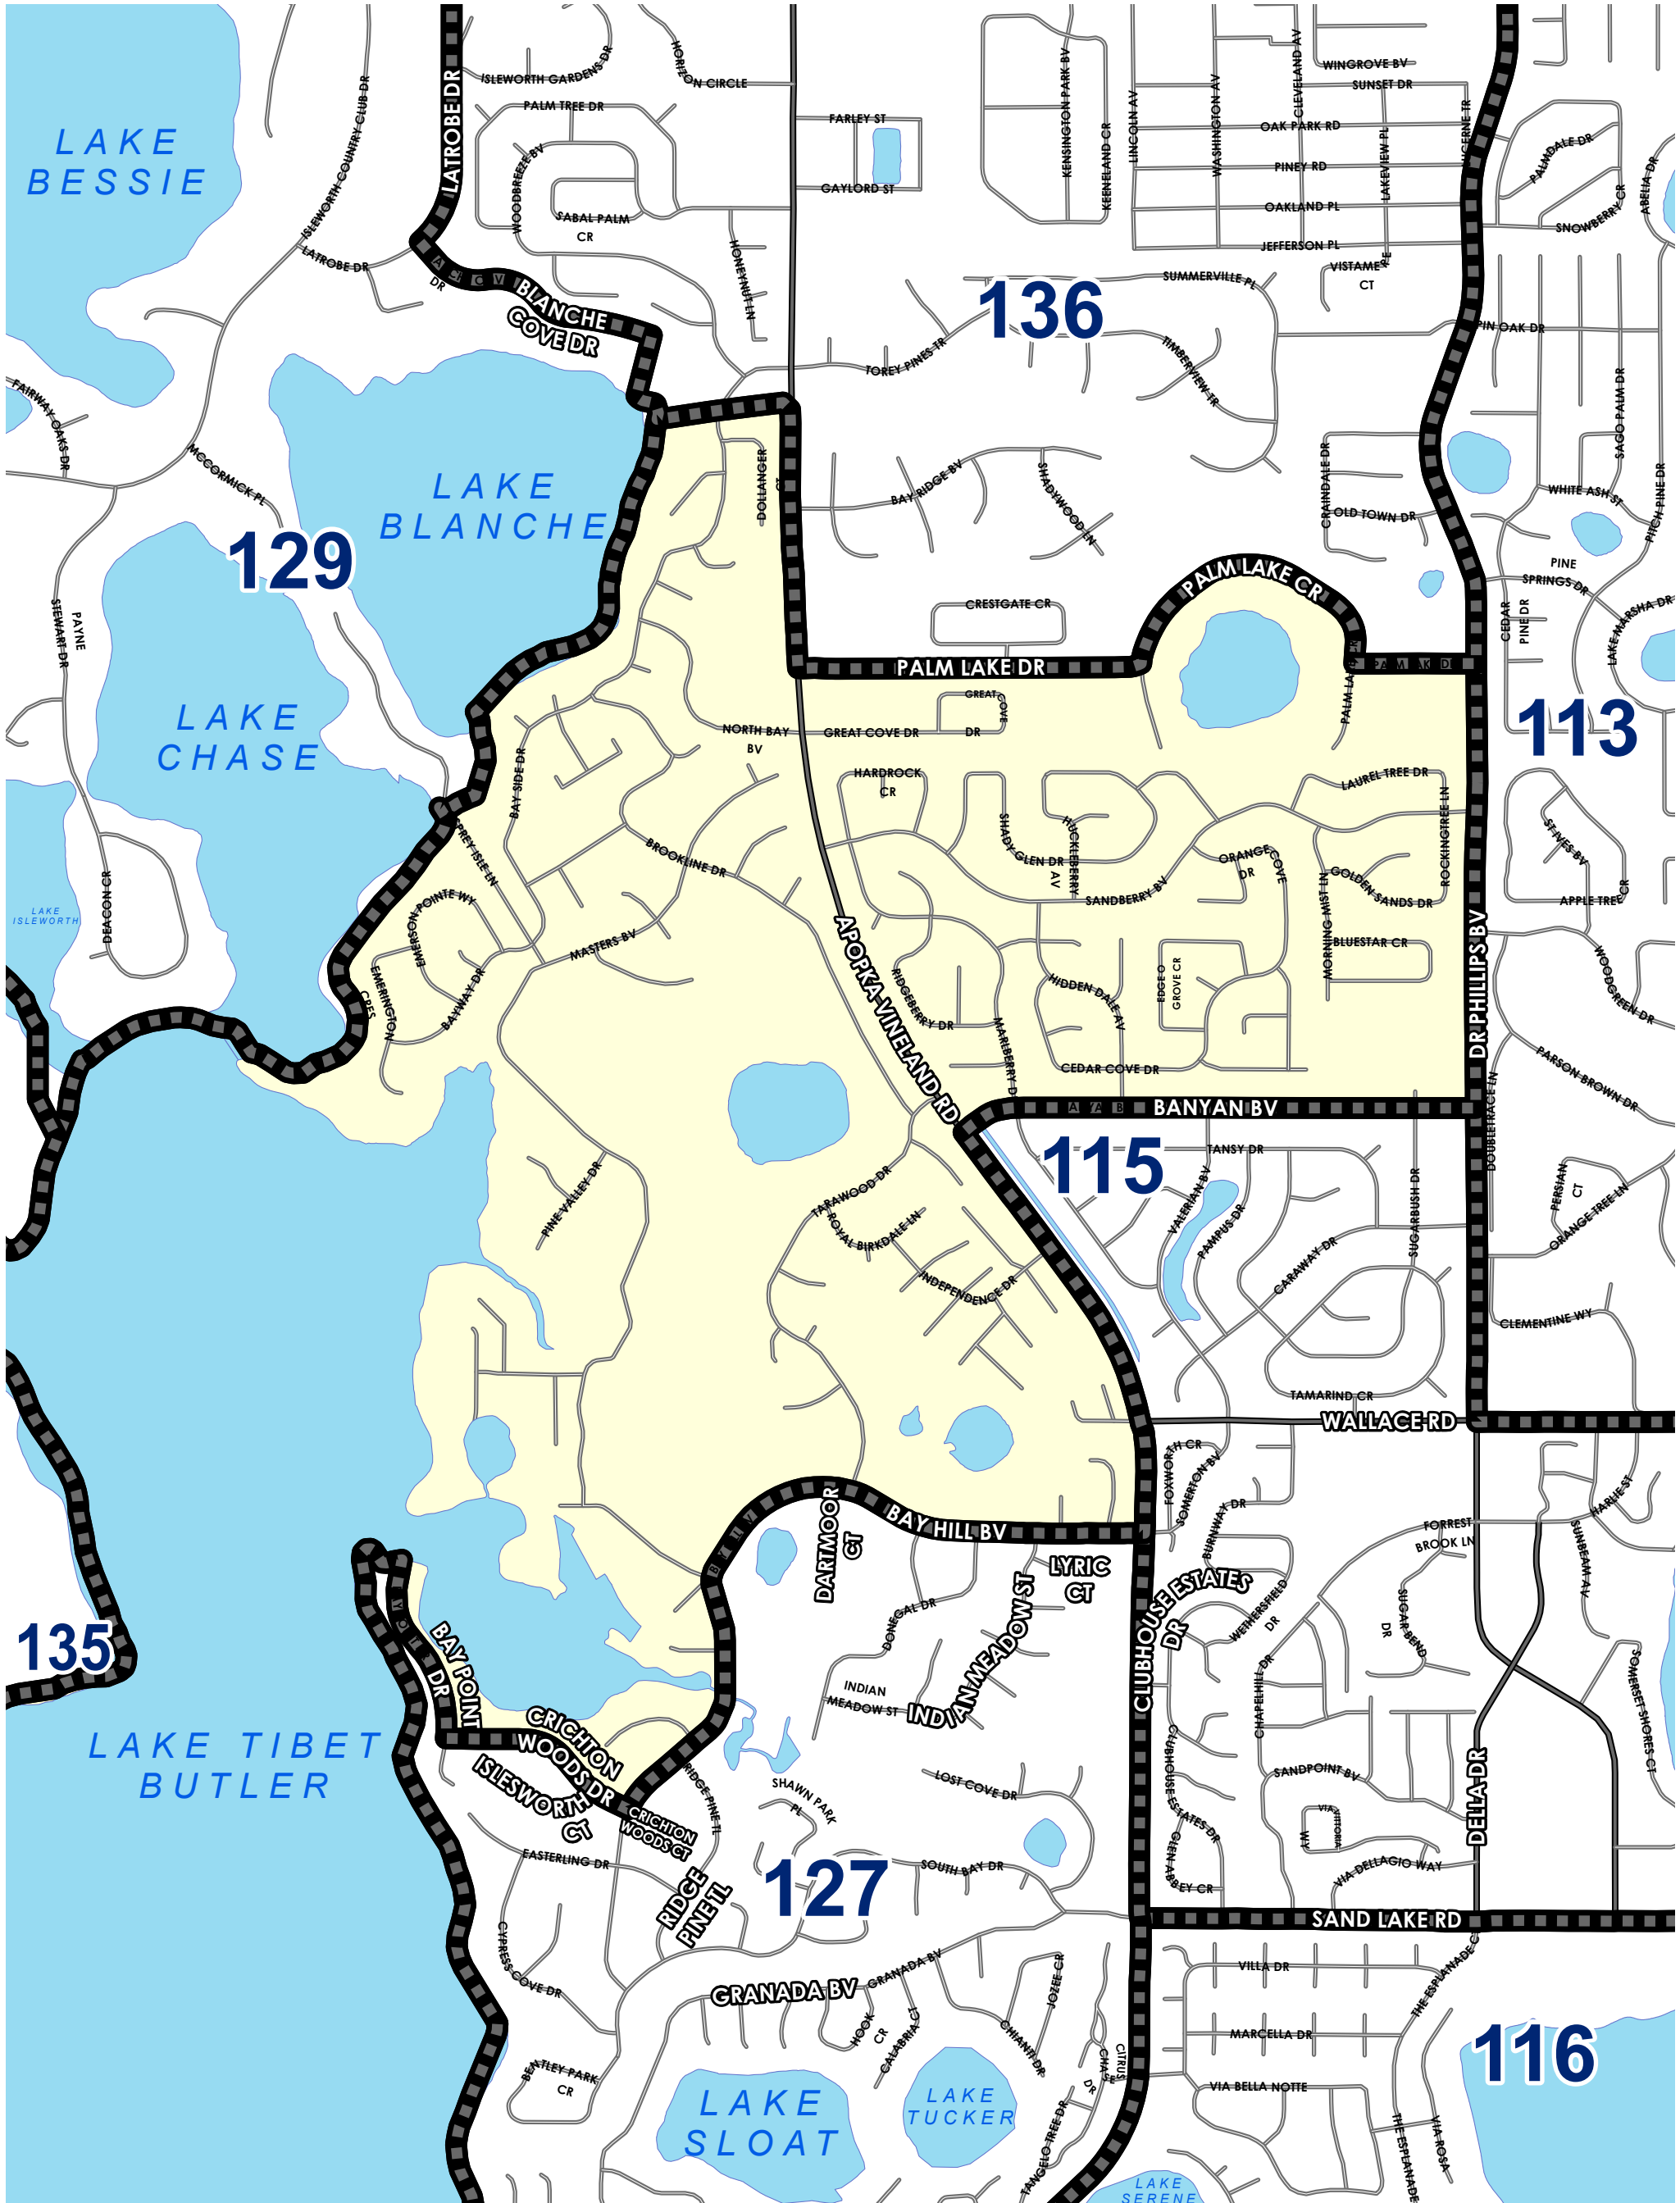 LAKE
BESSIE
ISLEWORTH COUNTRY CLUB DR
LATROBE DR
LATROBE DR
ISLEWORTH GARDENS DR
PALM TREE DR
HORIZON CIRCLE
WOODBREEZE BV
SABAL PALM
CR
HONEYNUT LN
FARLEY ST
GAYLORD ST
KENSINGTON PARK BV
KEENELAND CR
LINCOLN AV
WASHINGTON AV
CLEVELAND AV
WINGROVE BV
SUNSET DR
OAK PARK RD
PINEY RD
LAKEVIEW PL
OAKLAND PL
JEFFERSON PL
PALMDALE DR
SNOWBERRY CR
ABELIA DR
BLANCHE
COVE DR
DR
136
SUMMERVILLE PL
CT
PIN OAK DR
TOREY PINES TR
TIMBERVIEW TR
FAIRWAY OAKS DR
MCCORMICK PL
LAKE
BLANCHE
DOLLANGER
BAY RIDGE BV
SHADYWOOD LN
CRAINDALE DR
OLD TOWN DR
SAGO PALM DR
WHITE ASH ST
PITCH PINE DR
129
PINE
SPRINGS DR
CEDAR
PINE DR
LAKE MARSHA DR
PAYNE
STEWART DR
CRESTGATE CR
PALM LAKE CR
PALM LAKE DR
LAKE
CHASE
113
NORTH BAY
BV
GREAT COVE DR
GREAT
COVE
DR
BAY SIDE DR
HARDROCK
CR
LAUREL TREE DR
ROCKINGTREE LN
BROOKLINE DR
SHADY GLEN DR
HUCKLEBERRY
AV
ORANGE COVE
DR
SANDBERRY BV
MORNING MIST LN
GOLDEN SANDS DR
BLUESTAR CR
ST IVES BV
APPLE TREE CR
LAKE
ISLEWORTH
DEACON CR
EMERSON POINTE WY
EMERINGTON
CRES
BAYWAY DR
MASTERS BV
APOPKA VINELAND RD
RIDGEBERRY DR
MARLBERRY D
HIDDEN DALE AV
GROVE CR
CEDAR COVE DR
DR PHILLIPS BV
WOODGREEN DR
PARSON BROWN DR
DOUBLETRACE LN
BANYAN BV
115
TANSY DR
VALERIAN BV
PAMPUS DR
SUGARBUSH DR
CARAWAY DR
PERSIAN
CT
ORANGE TREE LN
CLEMENTINE WY
TAMARIND CR
WALLACE RD
PINE VALLEY DR
TARAWOOD DR
ROYAL BIRKDALE LN
INDEPENDENCE DR
FOXWORTH CR
SOMERTON BV
BURNWAY DR
FORREST
BROOK LN
HARLIE ST
SUNBEAM AV
DARTMOOR
CT
BAY HILL BV
LYRIC
CT
INDIAN MEADOW ST
DONEGAL DR
INDIAN
MEADOW ST
CLUBHOUSE ESTATES
DR
WETHERSFIELD
DR
SUGAR BEND
DR
CHAPELHILL DR
SOMERSET SHORES CT
135
BAY POINT
DR
CRICHTON
WOODS DR
ISLESWORTH
CT
CRICHTON
WOODS CT
LAKE TIBET
BUTLER
RIDGE PINE TL
SHAWN PARK
PL
LOST COVE DR
CLUBHOUSE ESTATES DR
SANDPOINT BV
VIA
VITTORIA
WY
VIA DELLAGIO WAY
DELLA DR
GLEN ABBEY CR
EASTERLING DR
RIDGE
PINE TL
127
SOUTH BAY DR
SAND LAKE RD
CYPRESS COVE DR
GRANADA BV
GRANADA BV
HOOK
CR
CALABRIA CT
JOZEE CR
CHIANTI DR
CITRUS
CHASE
DR
VILLA DR
MARCELLA DR
THE ESPLANADE
116
VIA BELLA NOTTE
VIA ROSA
THE ESPLANADE
BEATLEY PARK
CR
LAKE
SLOAT
LAKE
TUCKER
TANGELO TREE DR
LAKE
SERENE